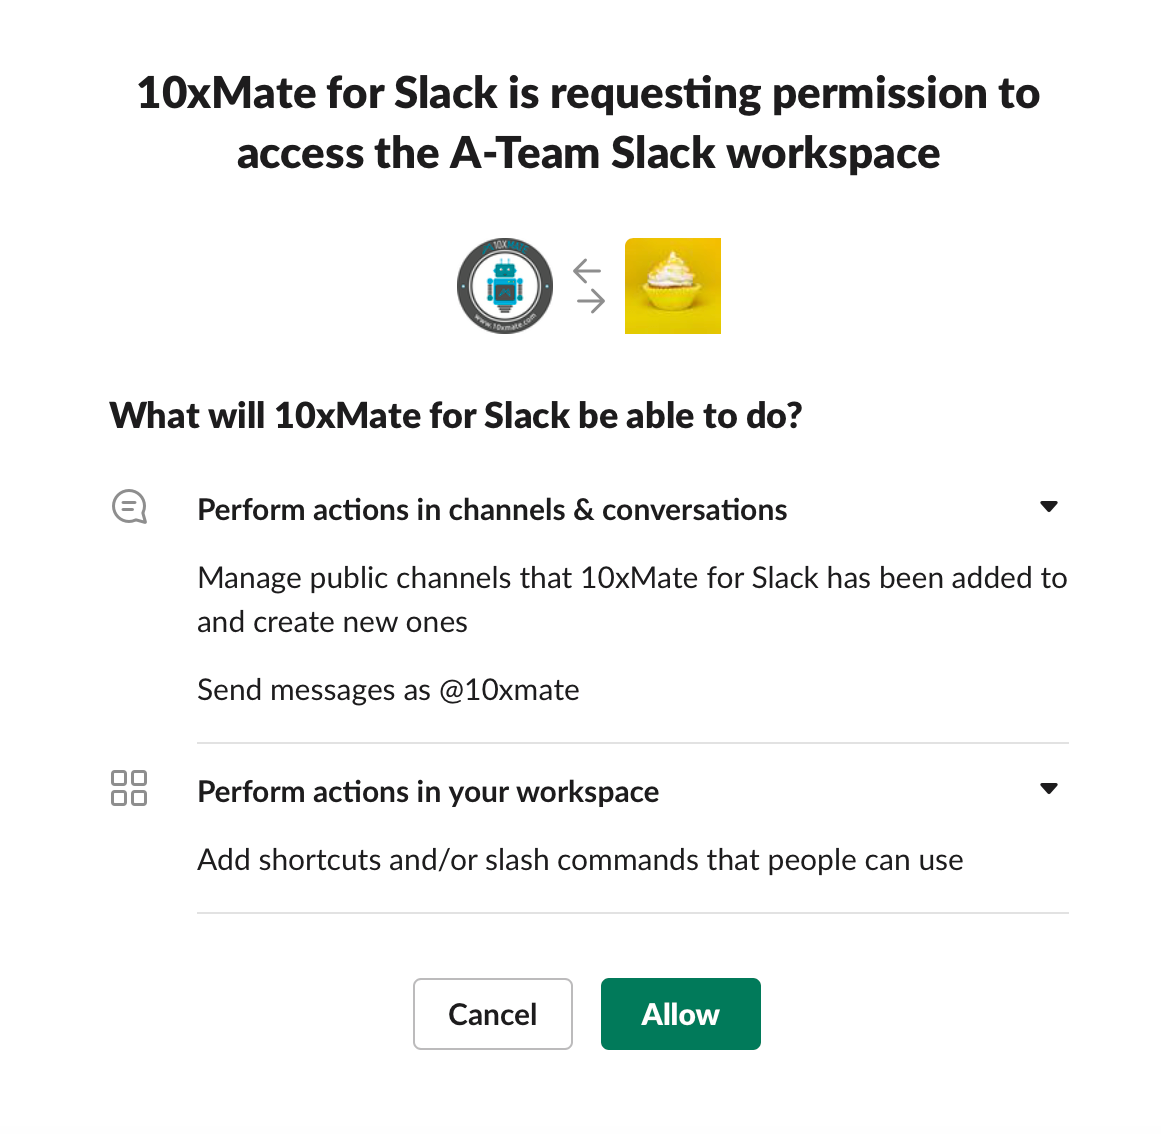 10xMate for Slack is requesting permission to
access the A-Team Slack workspace
10XMATE
www.10xmate.com
What will 10xMate for Slack be able to do?
Perform actions in channels & conversations
Manage public channels that 10xMate for Slack has been added to
and create new ones
Send messages as @10xmate
Perform actions in your workspace
Add shortcuts and/or slash commands that people can use
Cancel
Allow